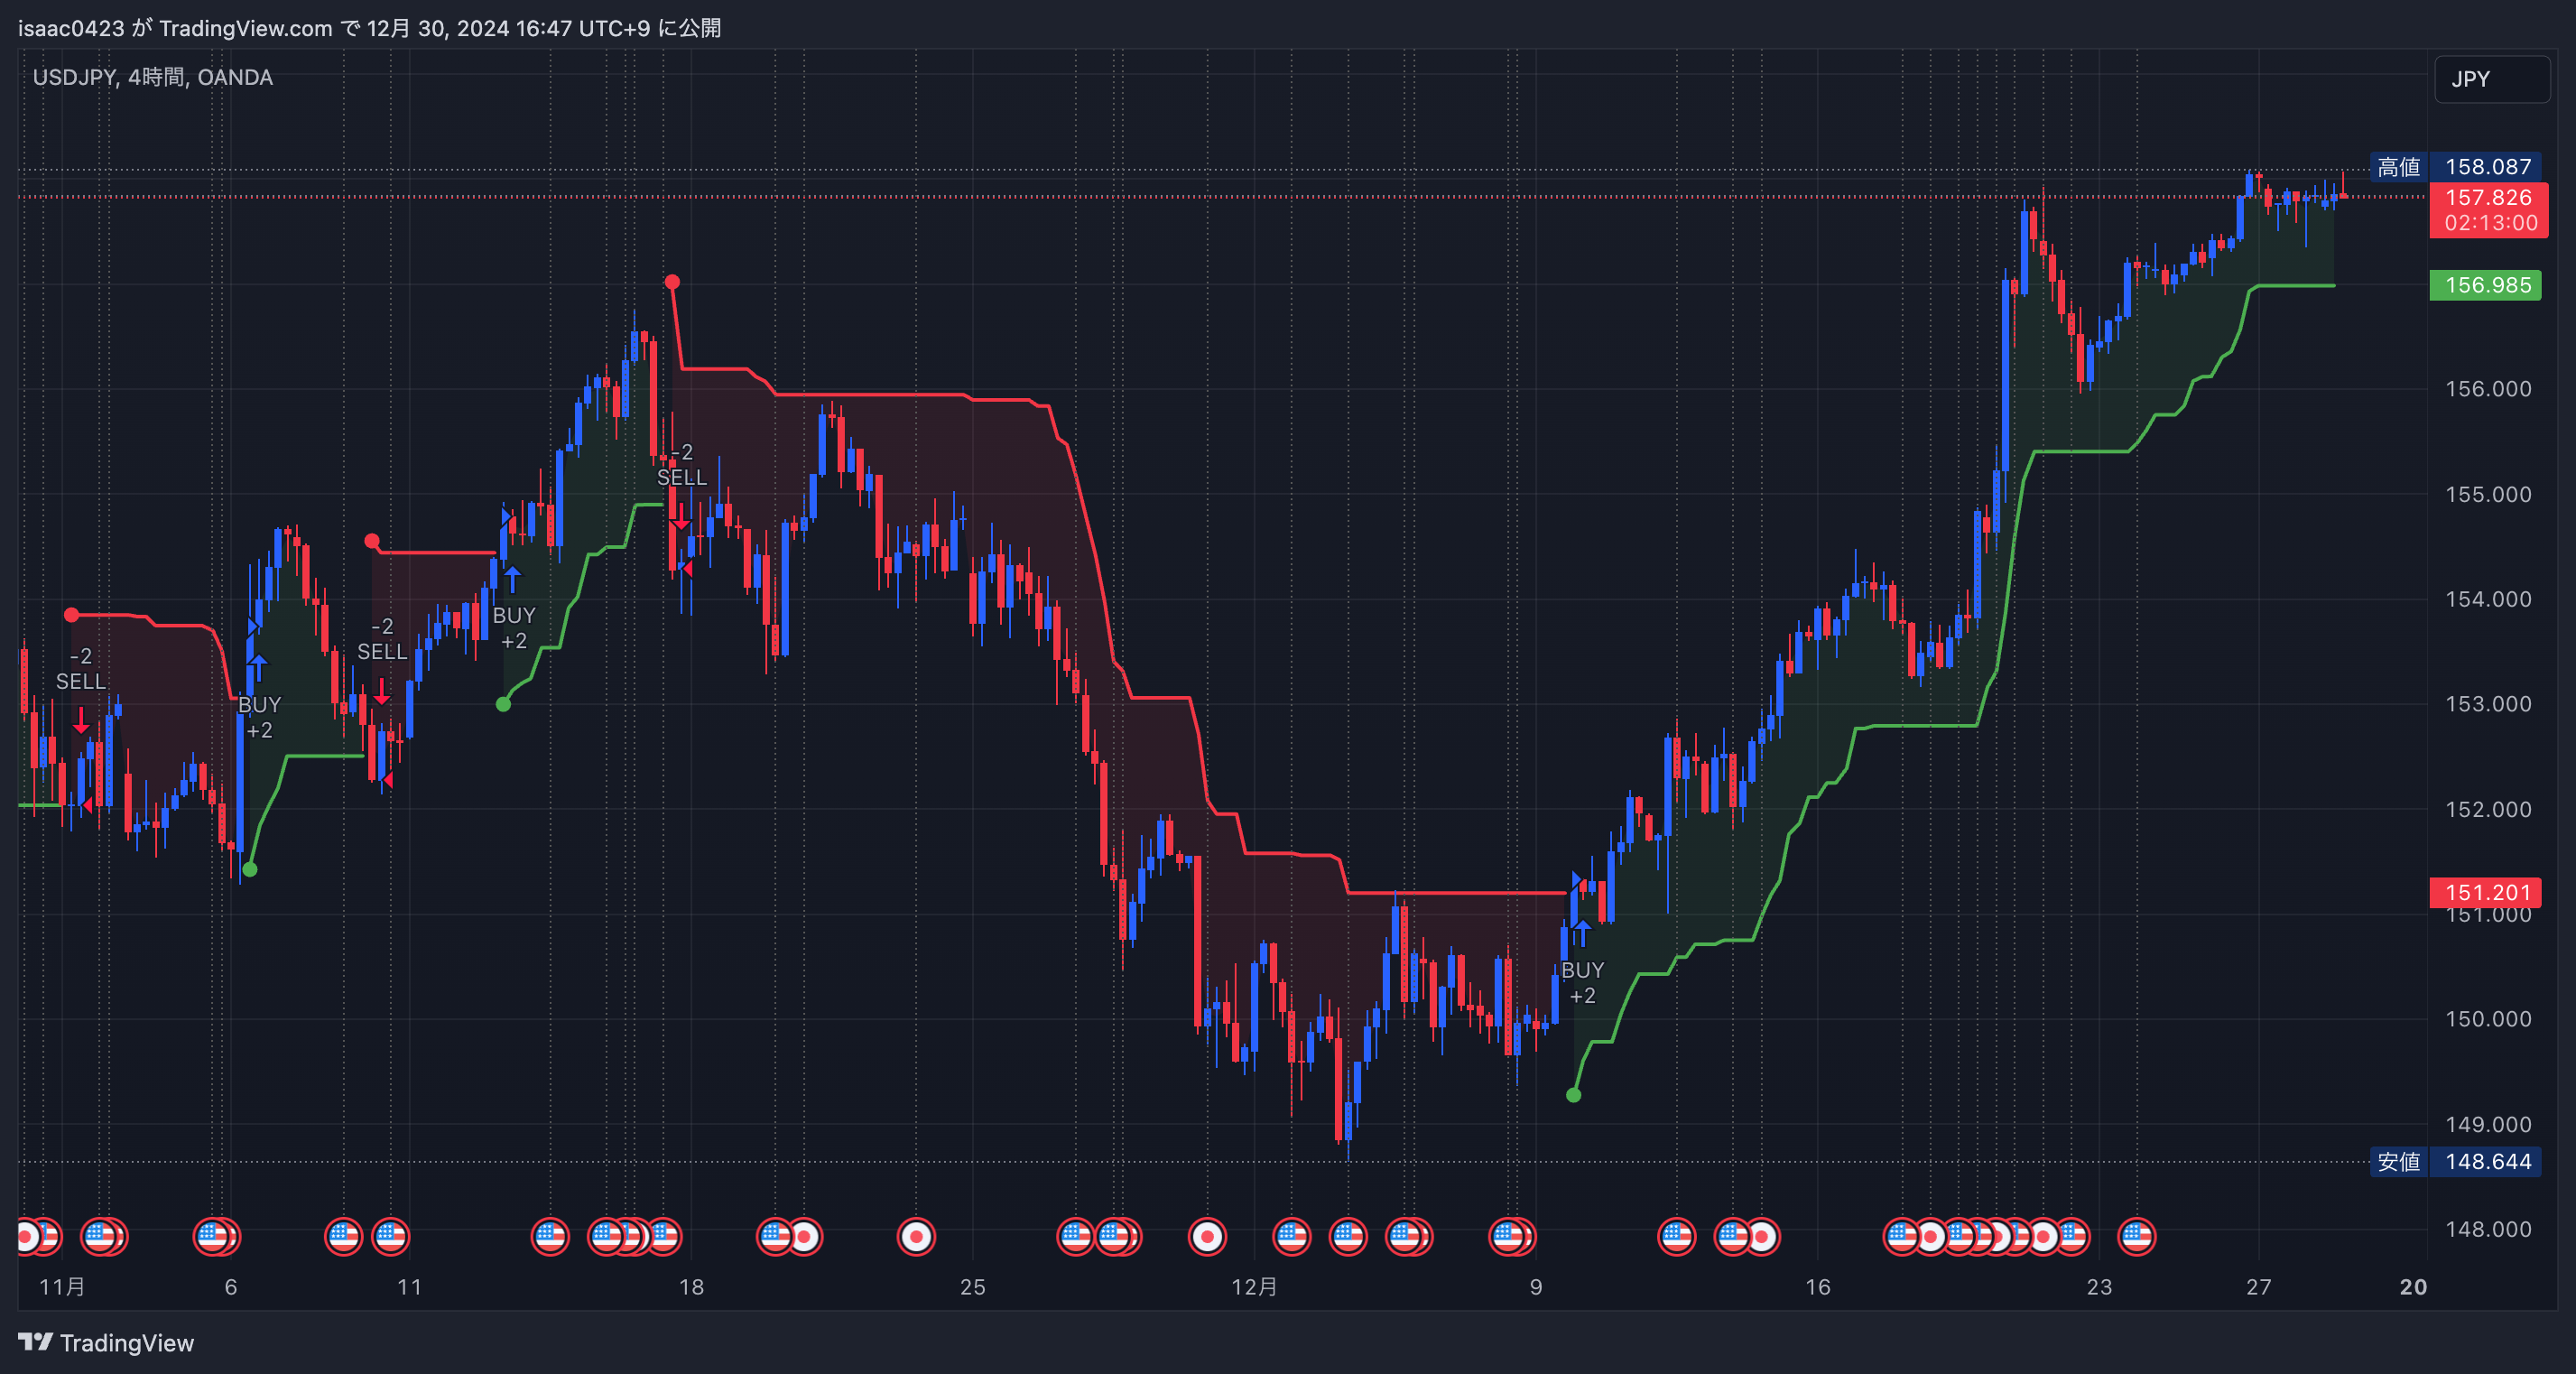 isaac0423 が TradingView.com で 12月 30, 2024 16:47 UTC+9 に公開
USDJPY, 4時間, OANDA
JPY
高値 158.087
157.826
02:13:00
156.985
156.000
155.000
154.000
153.000
152.000
151.201
151.000
150.000
149.000
安値 148.644
148.000
-2
SELL
BUY
+2
-2
SELL
BUY
+2
-2
SELL
BUY
+2
11月 6 11 18 25 12月 9 16 23 27 20
TradingView